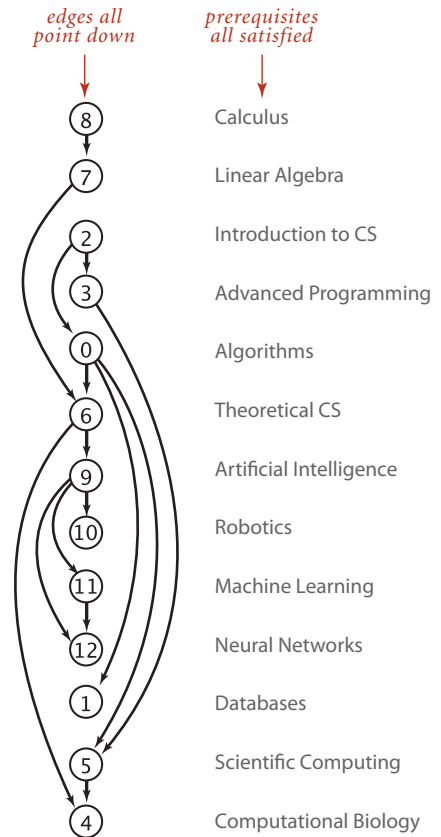 edges all prerequisites
point down all satisfied
8 Calculus
7 Linear Algebra
2 Introduction to CS
3 Advanced Programming
0 Algorithms
6 Theoretical CS
9 Artificial Intelligence
10 Robotics
11 Machine Learning
12 Neural Networks
1 Databases
5 Scientific Computing
4 Computational Biology